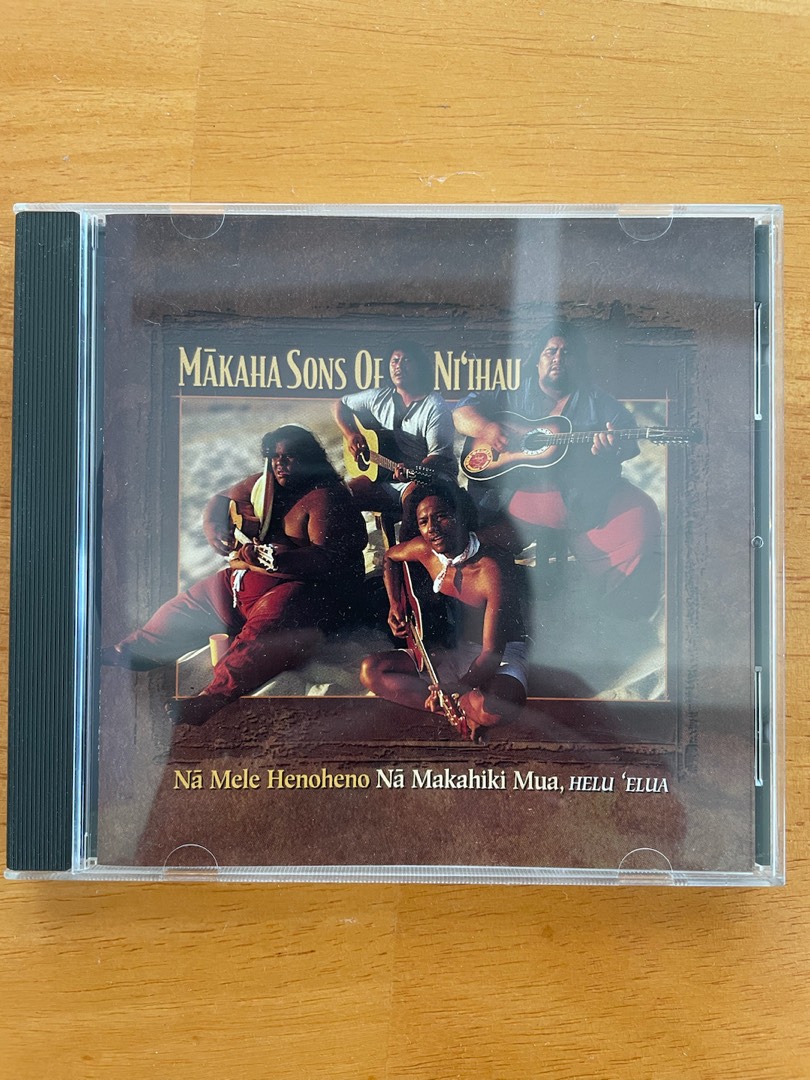 Mākaha Sons Of Ni‘ihau
Nā Mele Henoheno Nā Makahiki Mua, HELU ‘ELUA